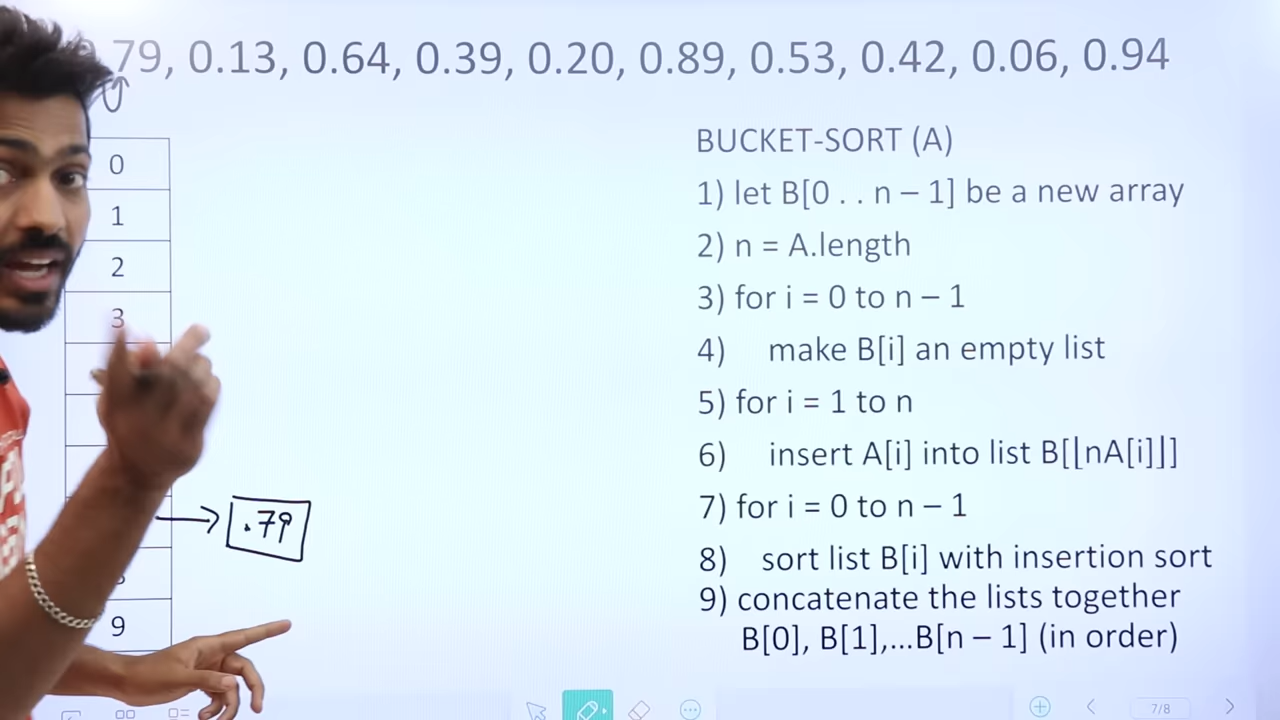 .79, 0.13, 0.64, 0.39, 0.20, 0.89, 0.53, 0.42, 0.06, 0.94
BUCKET-SORT (A)
1) let B[0 . . n – 1] be a new array
2) n = A.length
3) for i = 0 to n – 1
4) make B[i] an empty list
5) for i = 1 to n
6) insert A[i] into list B[⌊nA[i]⌋]
7) for i = 0 to n – 1
8) sort list B[i] with insertion sort
9) concatenate the lists together
B[0], B[1],...B[n – 1] (in order)
0
1
2
3
.79
9
7/8